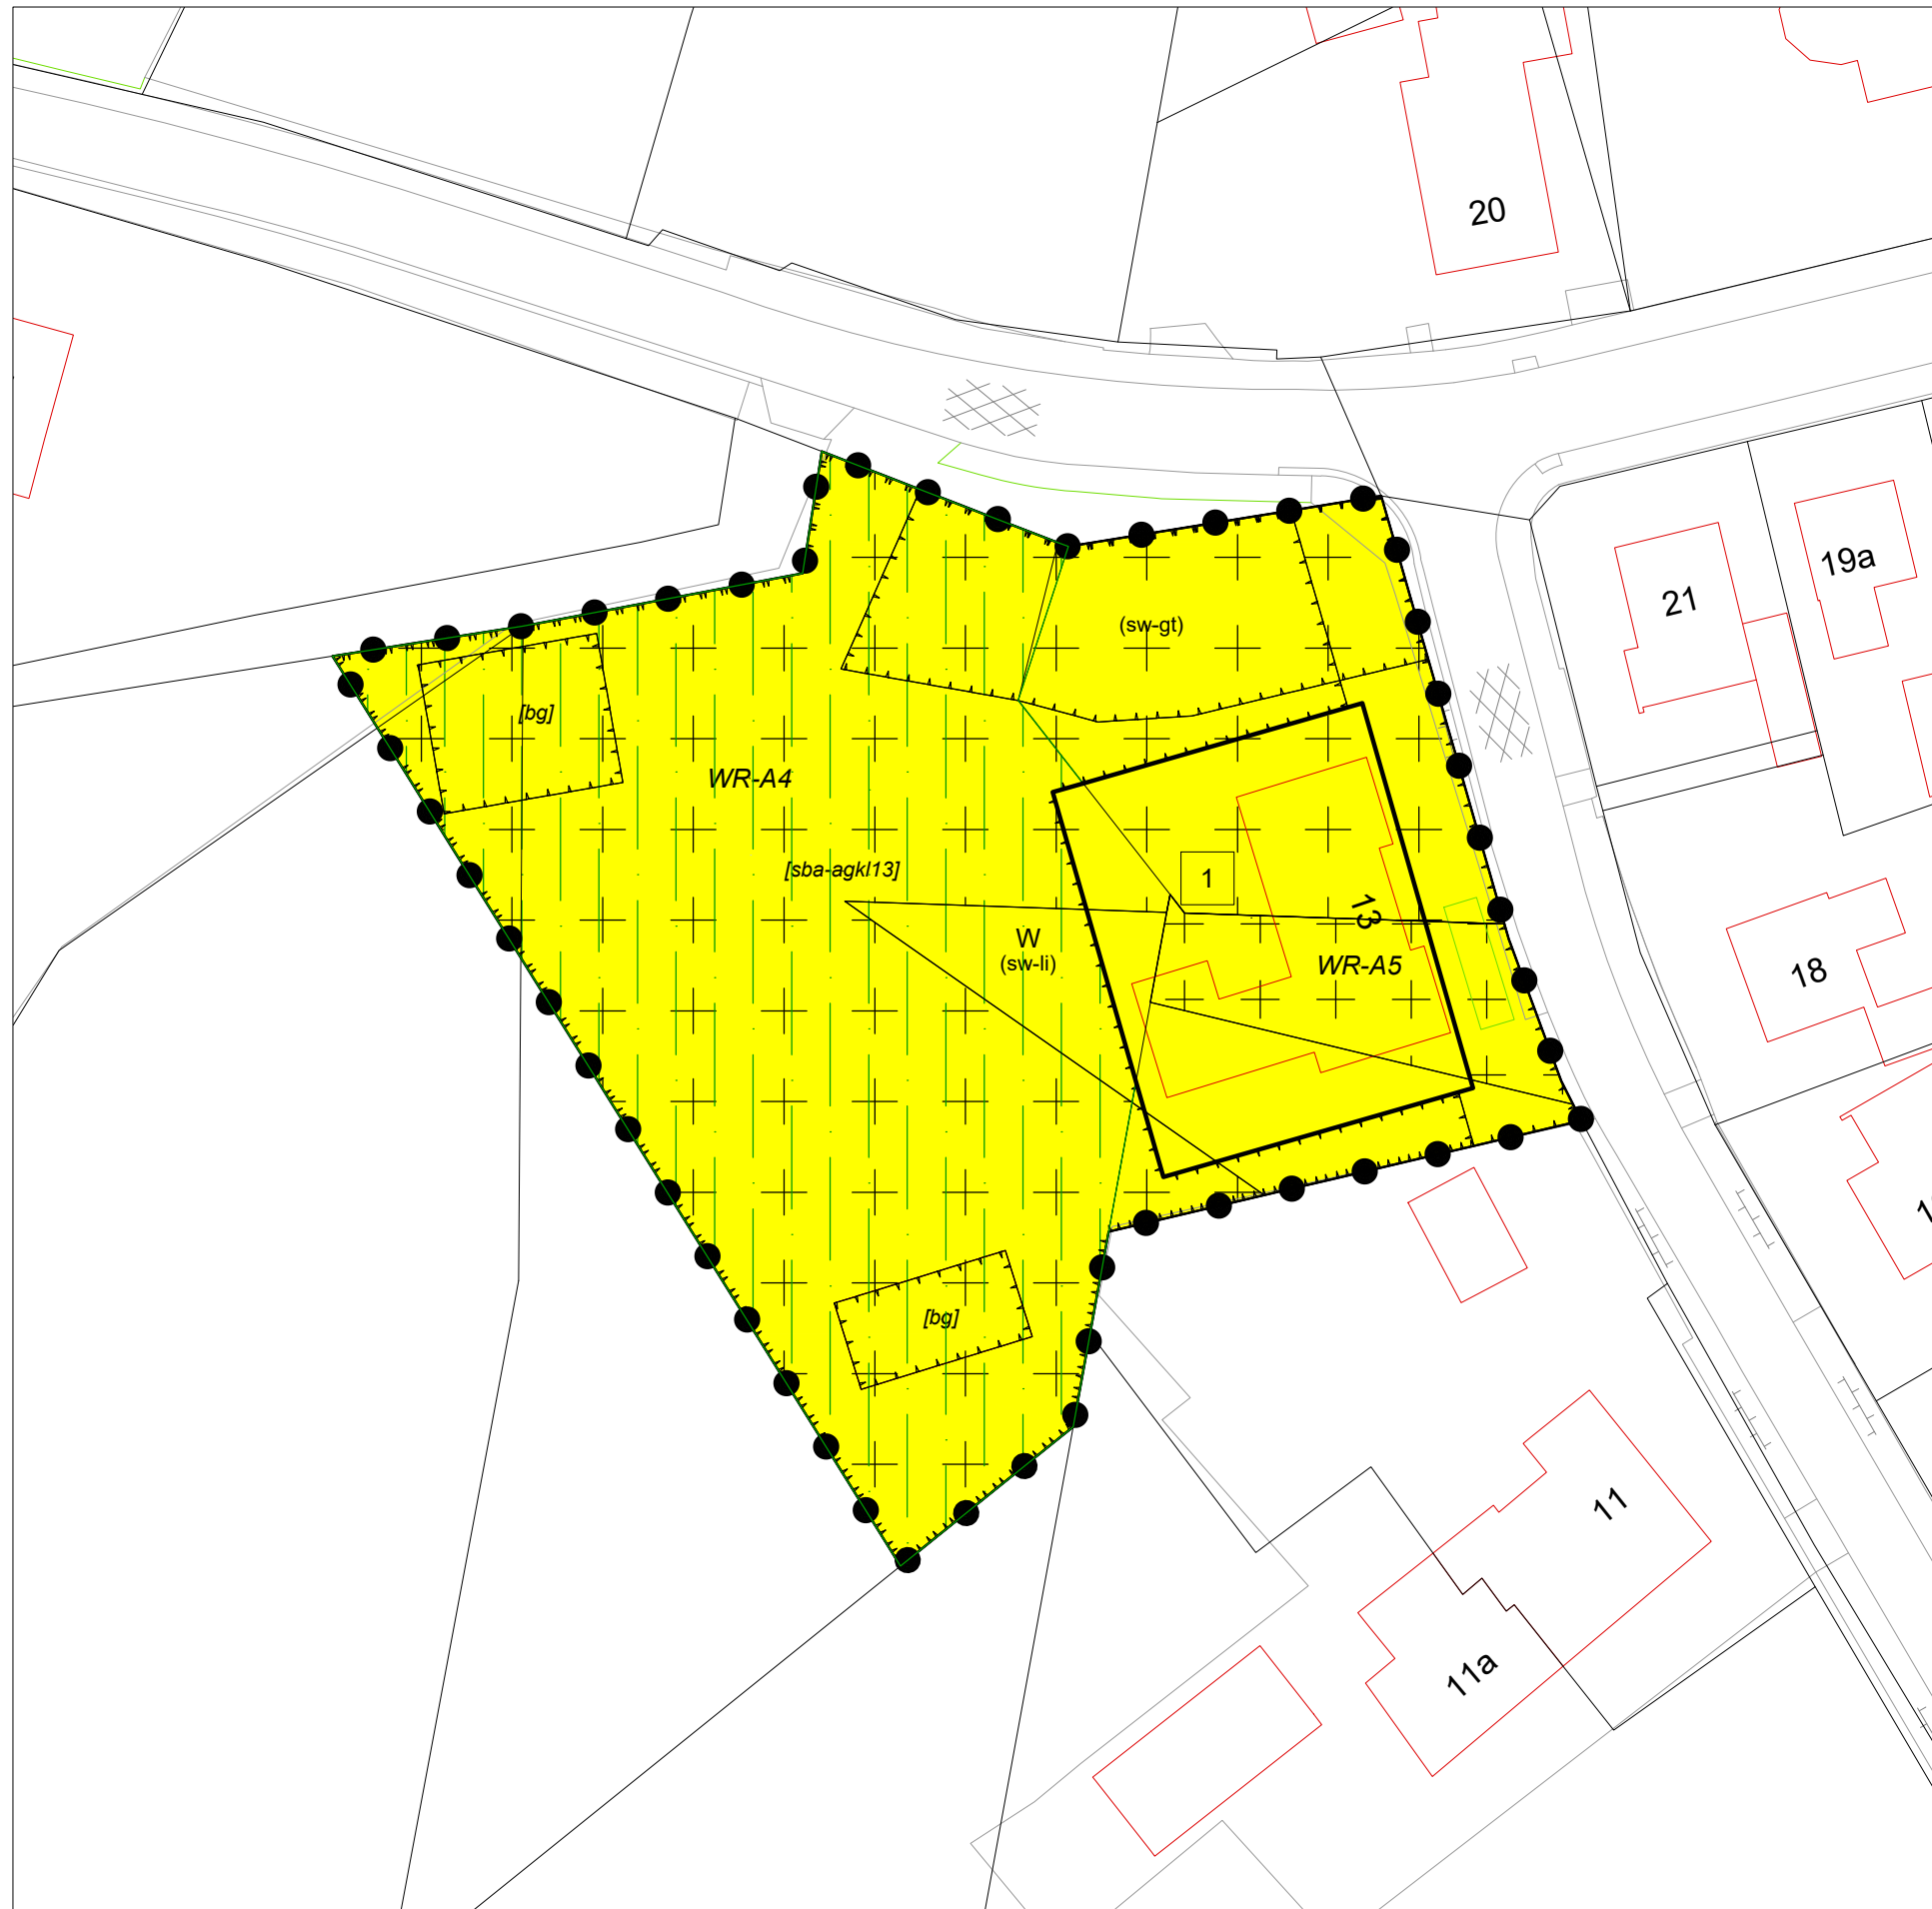 20
19a
21
(sw-gt)
[bg]
WR-A4
[sba-agkl13]
1
13
W
(sw-li)
WR-A5
18
[bg]
11
11a